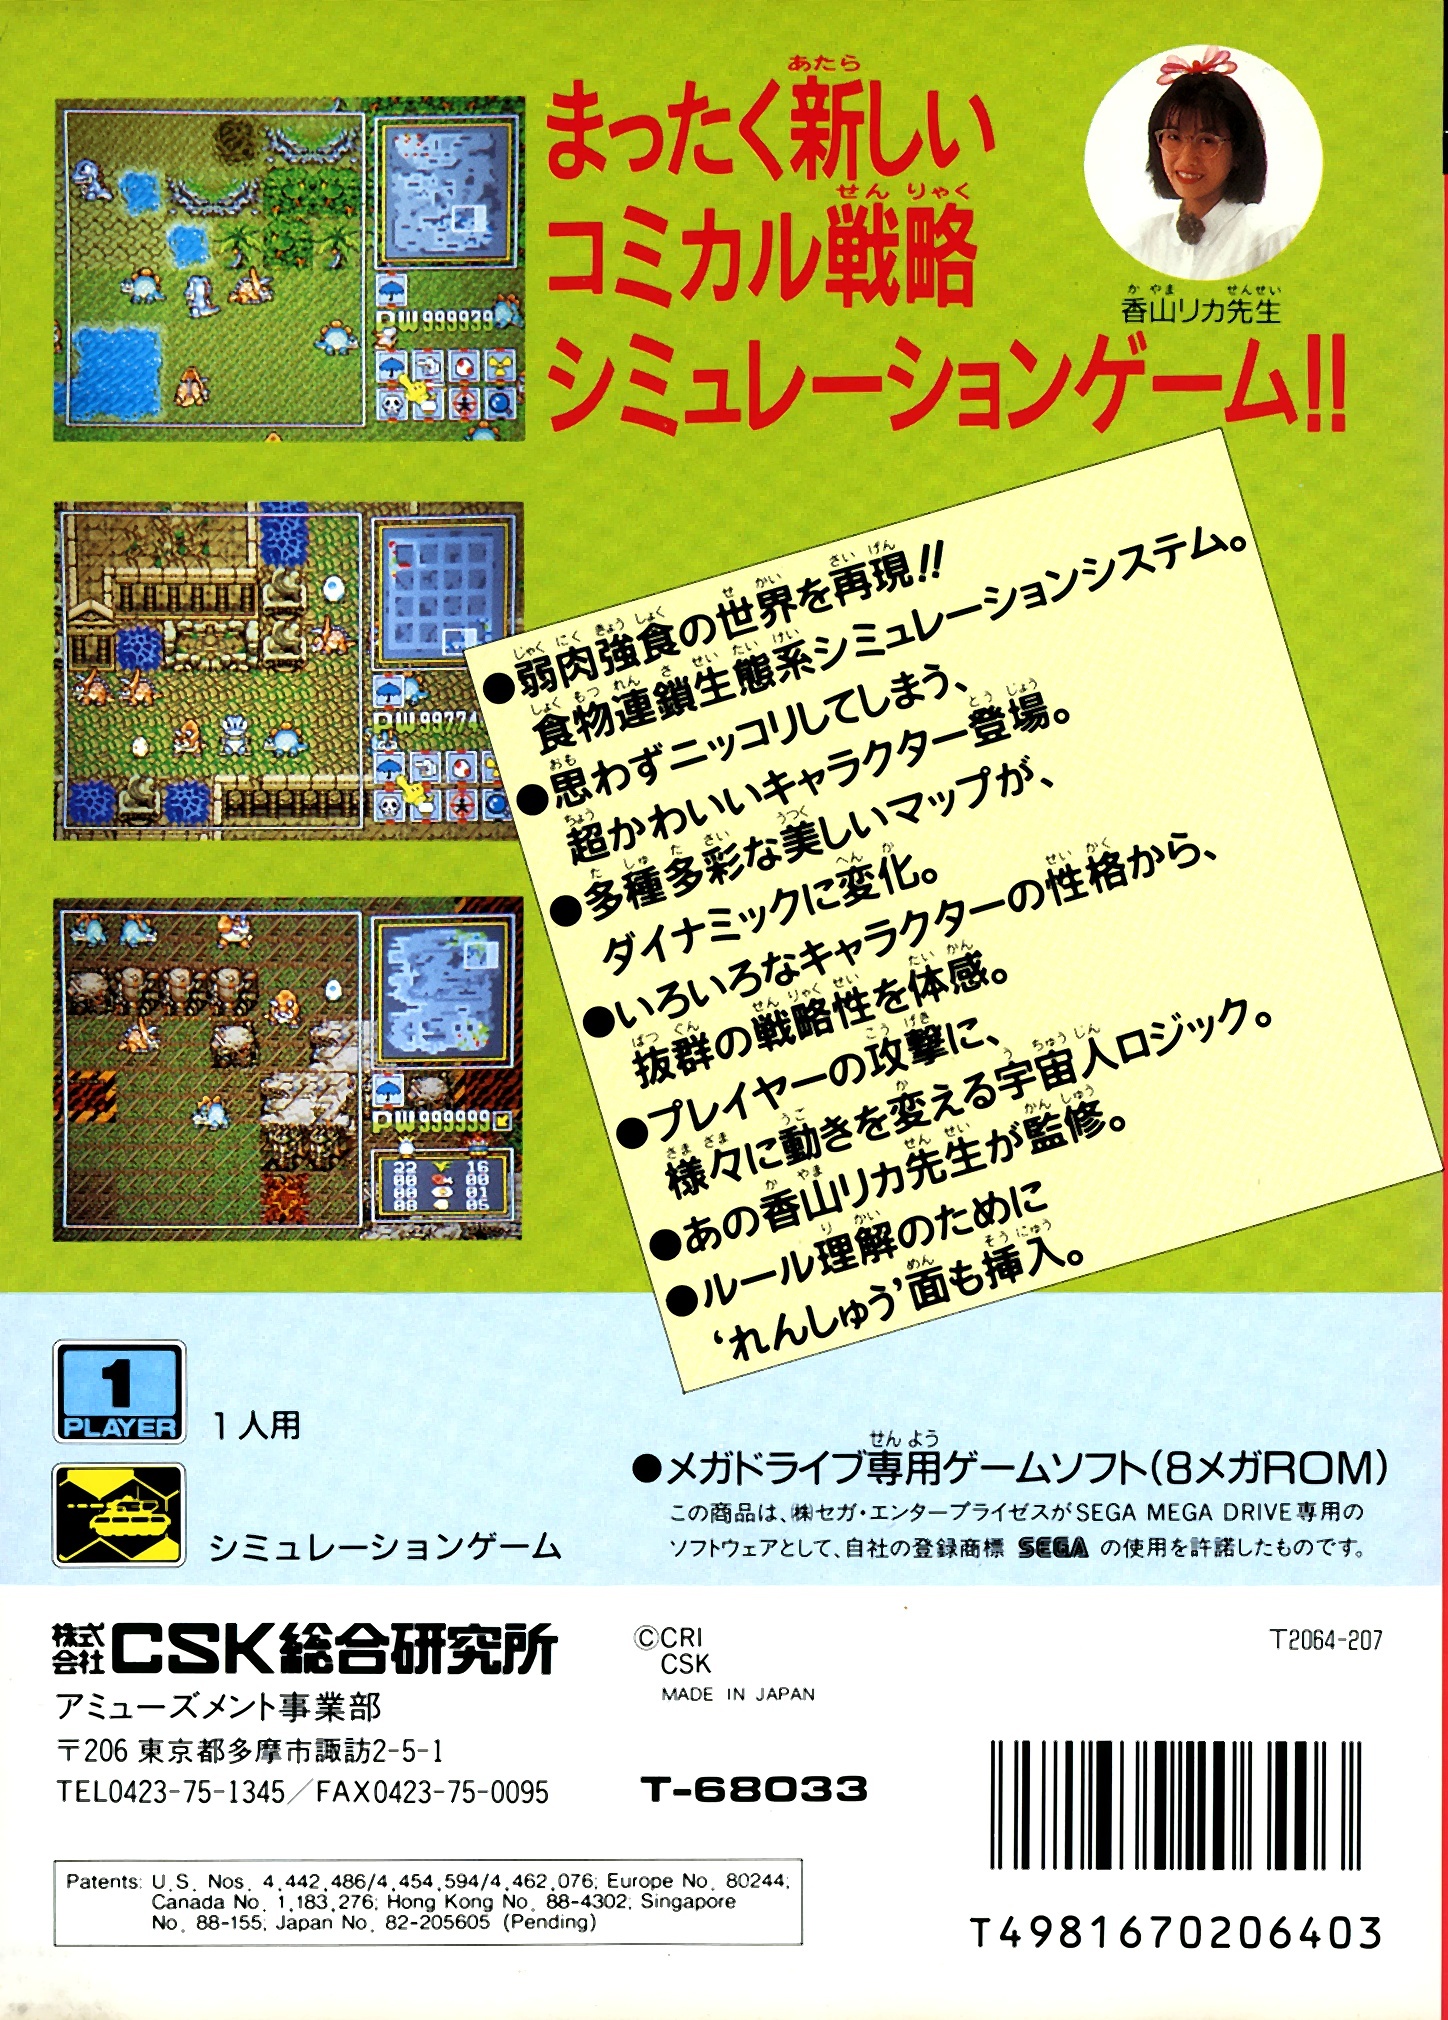 まったく新しい
コミカル戦略
シミュレーションゲーム!!
香山リカ先生
●弱肉強食の世界を再現!!
食物連鎖生態系シミュレーションシステム。
●思わずニッコリしてしまう、
超かわいいキャラクター登場。
●多種多彩な美しいマップが、
ダイナミックに変化。
●いろいろなキャラクターの性格から、
抜群の戦略性を体感。
●プレイヤーの攻撃に、
様々に動きを変える宇宙人ロジック。
●あの香山リカ先生が監修。
●ルール理解のために
‘れんしゅう’面も挿入。
PW999939
PW99774
PW999999
22 16
00 00
00 01
08 05
1
PLAYER
1人用
シミュレーションゲーム
●メガドライブ専用ゲームソフト(8メガROM)
この商品は、㈱セガ・エンタープライゼスがSEGA MEGA DRIVE専用の
ソフトウェアとして、自社の登録商標 SEGA の使用を許諾したものです。
株式会社CSK総合研究所
アミューズメント事業部
〒206 東京都多摩市諏訪2-5-1
TEL0423-75-1345／FAX0423-75-0095
©CRI
CSK
MADE IN JAPAN
T2064-207
T-68033
Patents: U.S. Nos. 4,442,486/4,454,594/4,462,076; Europe No. 80244;
Canada No. 1,183,276; Hong Kong No. 88-4302; Singapore
No. 88-155; Japan No. 82-205605 (Pending)
T4981670206403